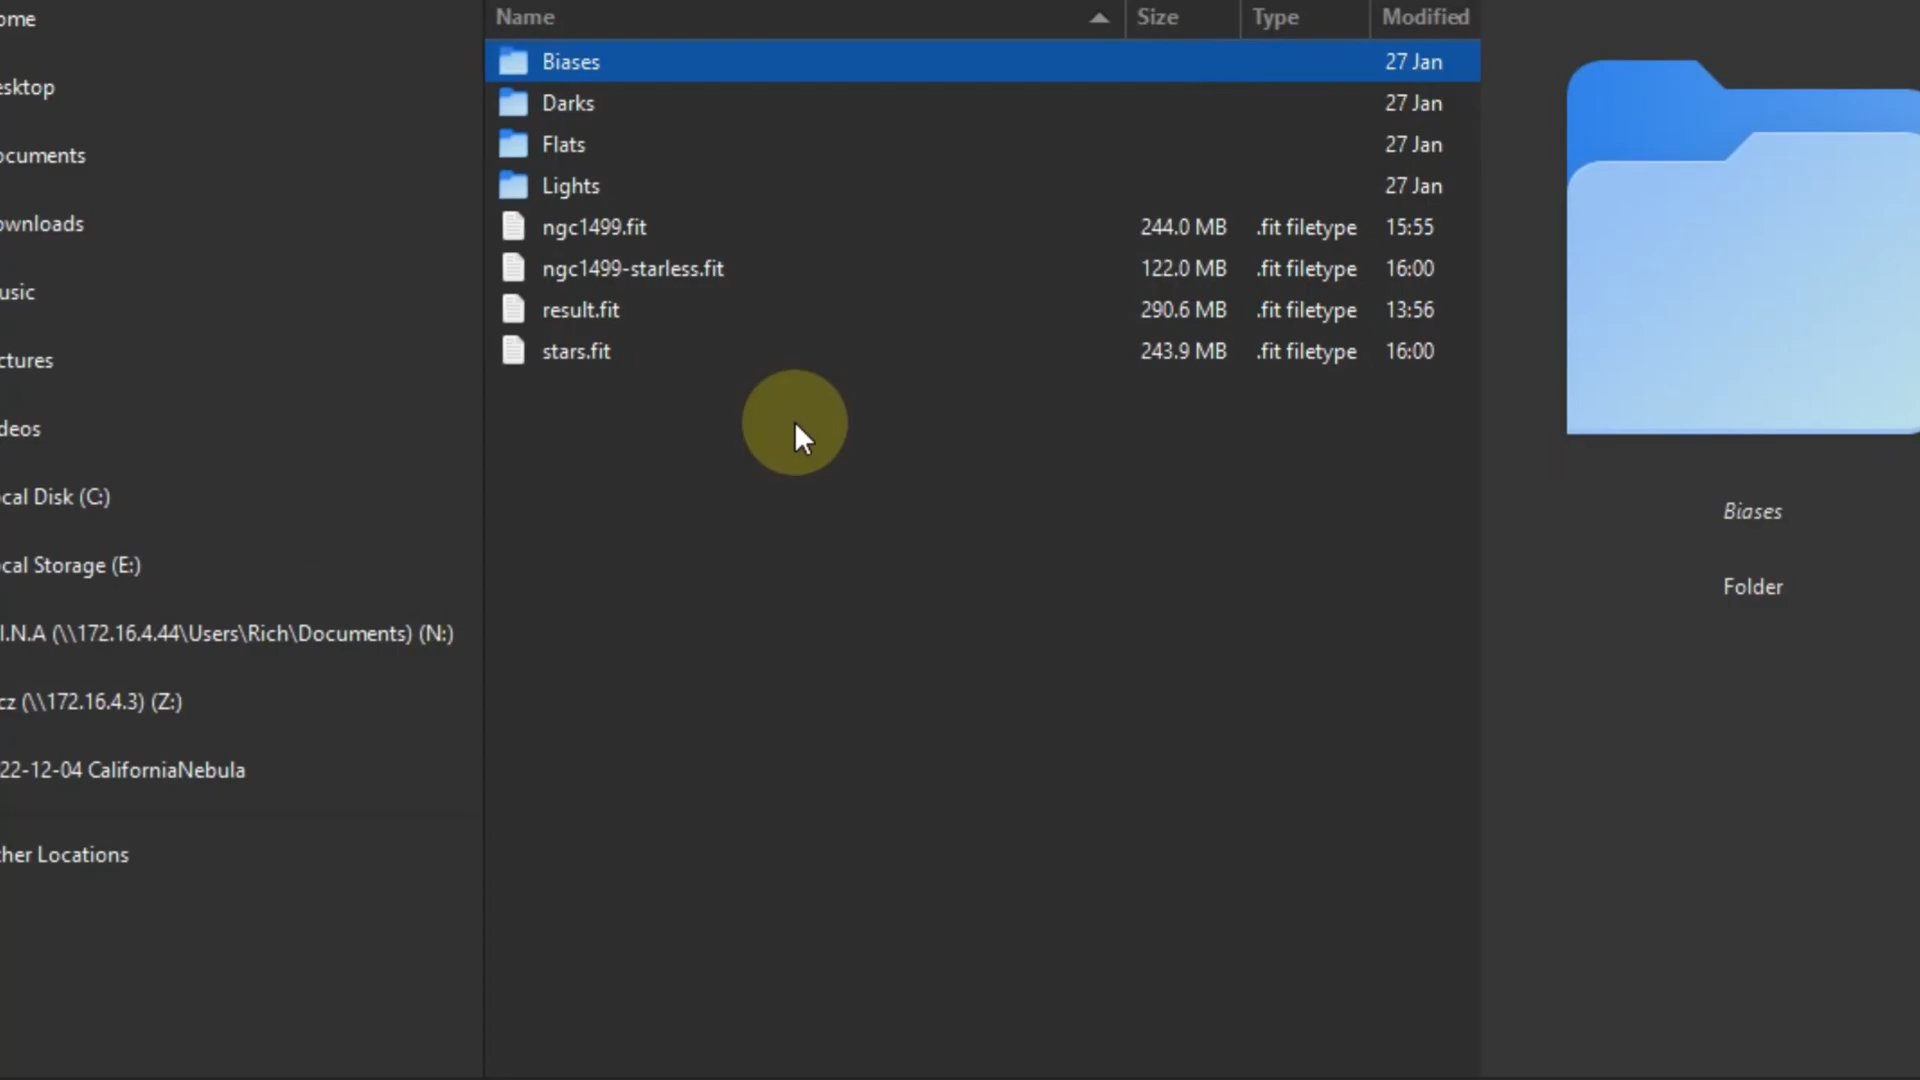 ome
esktop
ocuments
ownloads
usic
ctures
deos
ocal Disk (C:)
ocal Storage (E:)
I.N.A (\\172.16.4.44\Users\Rich\Documents) (N:)
cz (\\172.16.4.3) (Z:)
22-12-04 CaliforniaNebula
ther Locations
Name Size Type Modified
Biases 27 Jan
Darks 27 Jan
Flats 27 Jan
Lights 27 Jan
ngc1499.fit 244.0 MB .fit filetype 15:55
ngc1499-starless.fit 122.0 MB .fit filetype 16:00
result.fit 290.6 MB .fit filetype 13:56
stars.fit 243.9 MB .fit filetype 16:00
Biases
Folder